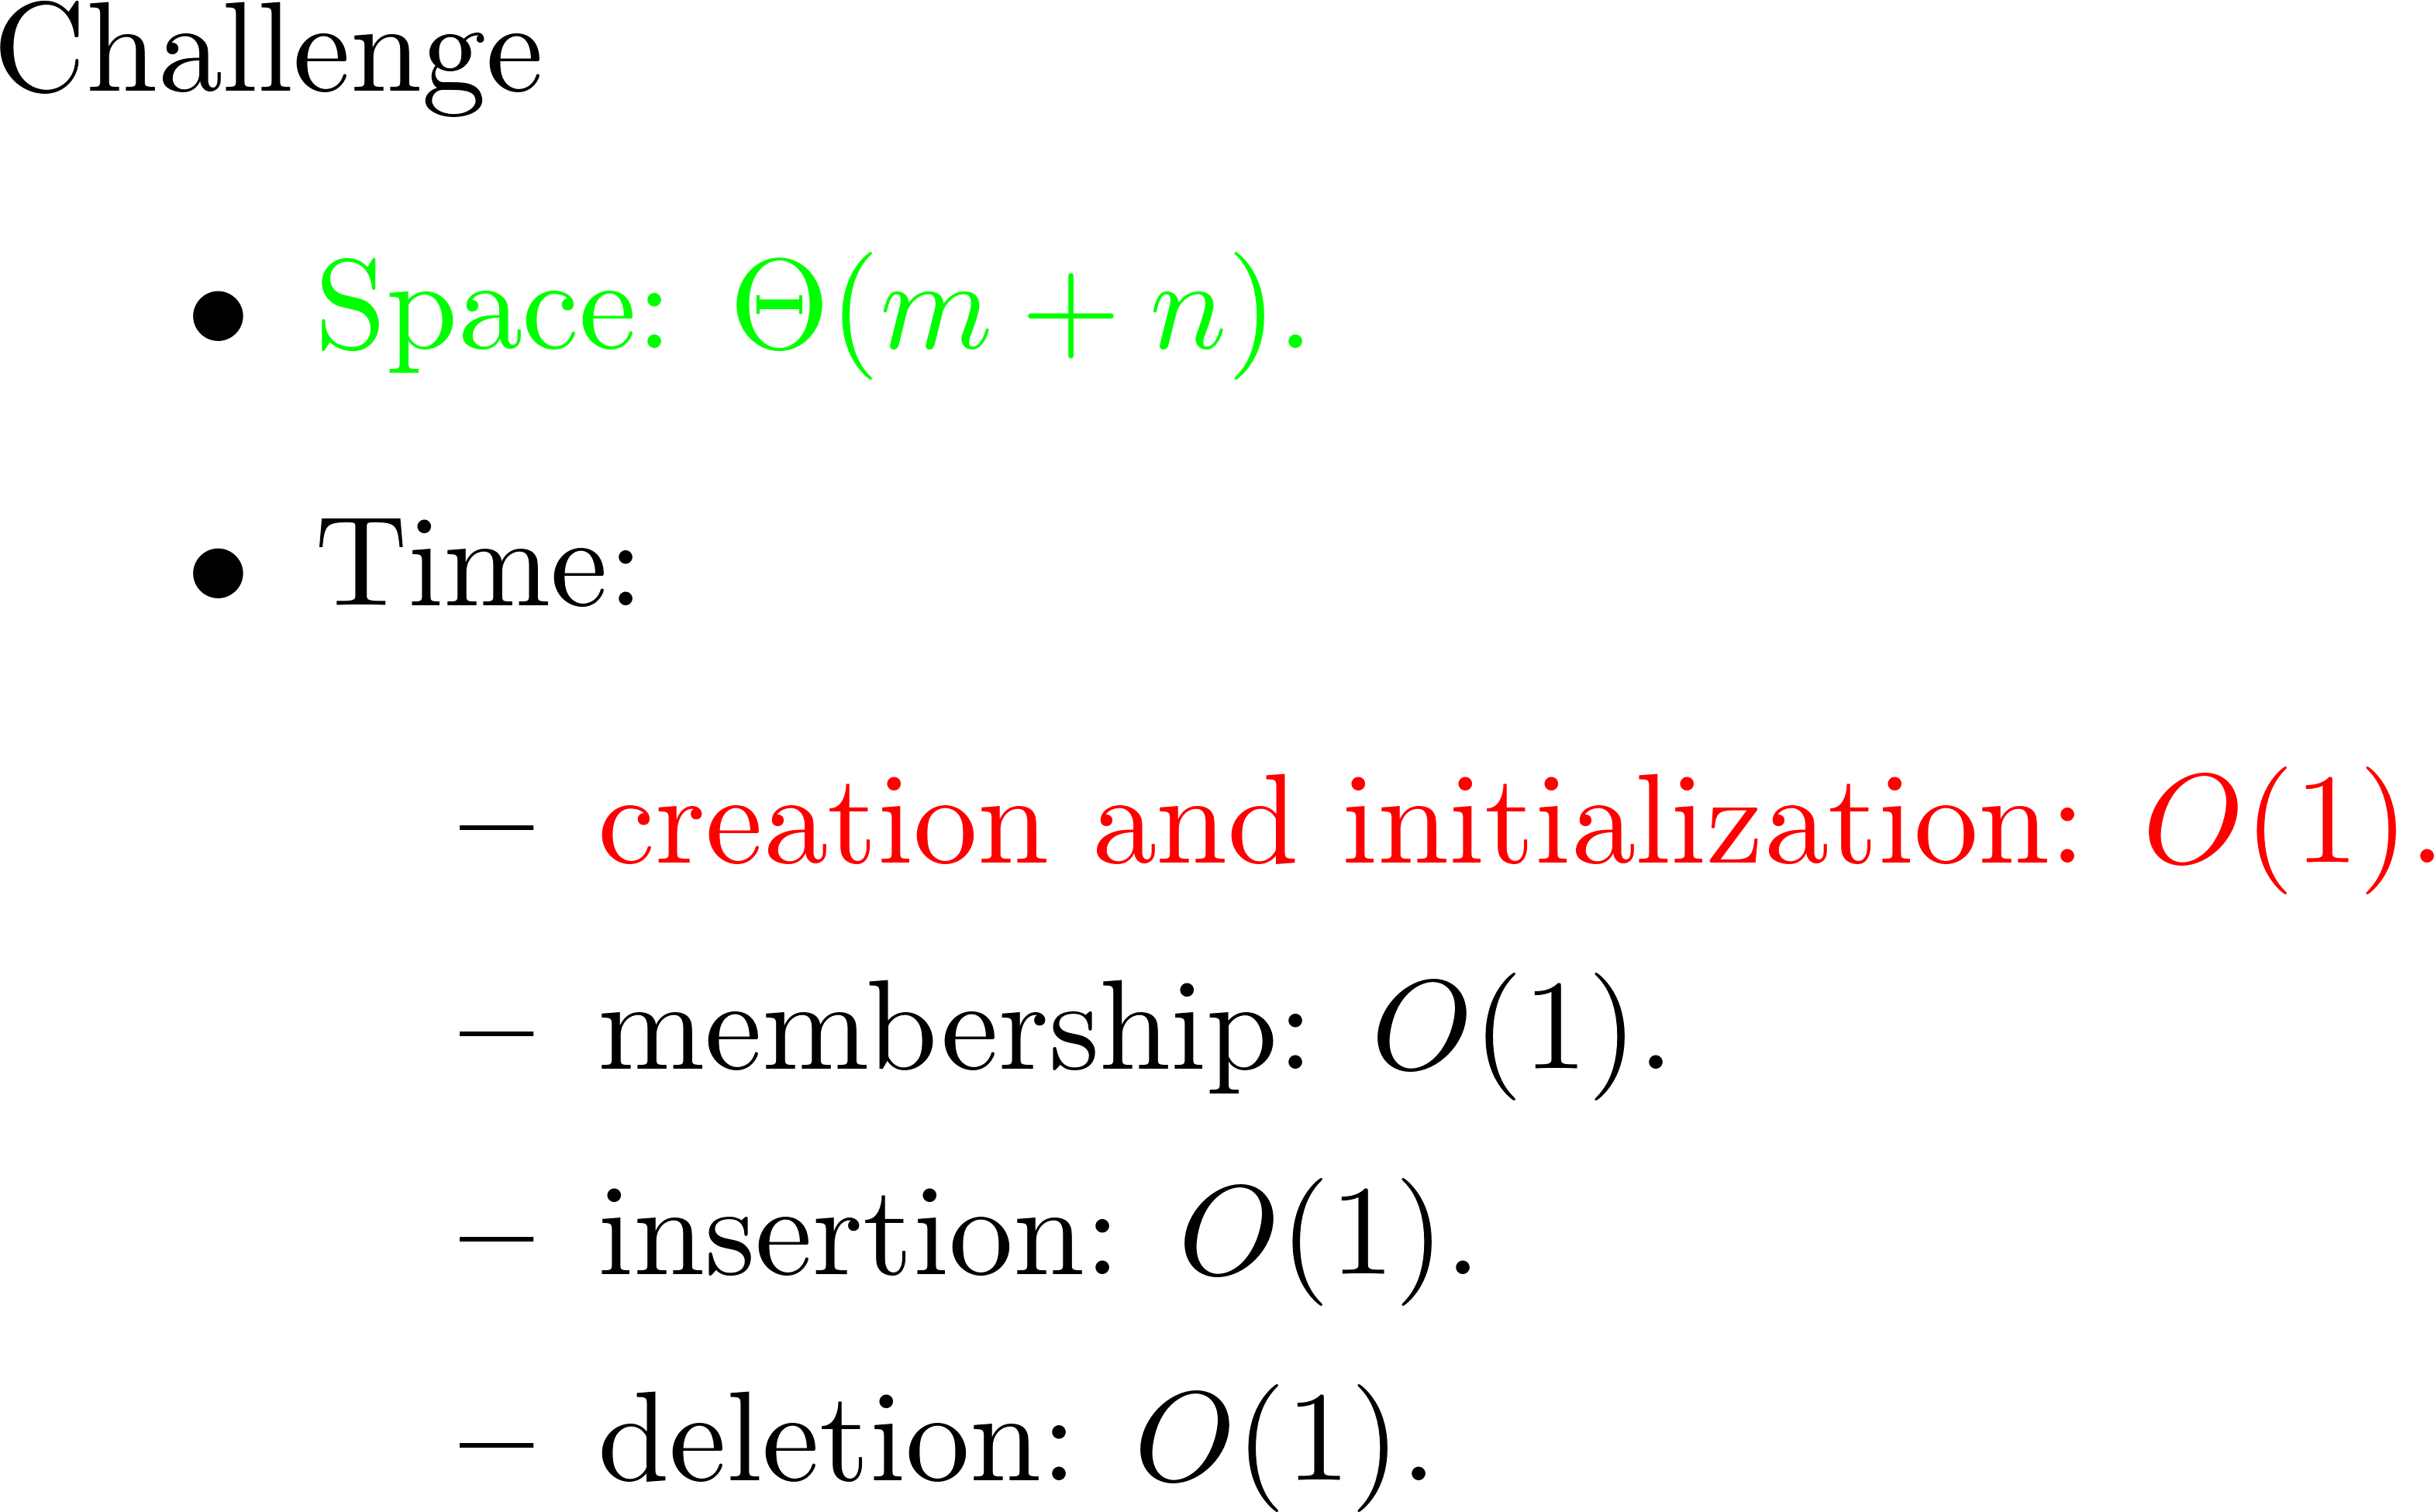 Challenge
• Space: Θ(m + n).
• Time:
– creation and initialization: O(1).
– membership: O(1).
– insertion: O(1).
– deletion: O(1).